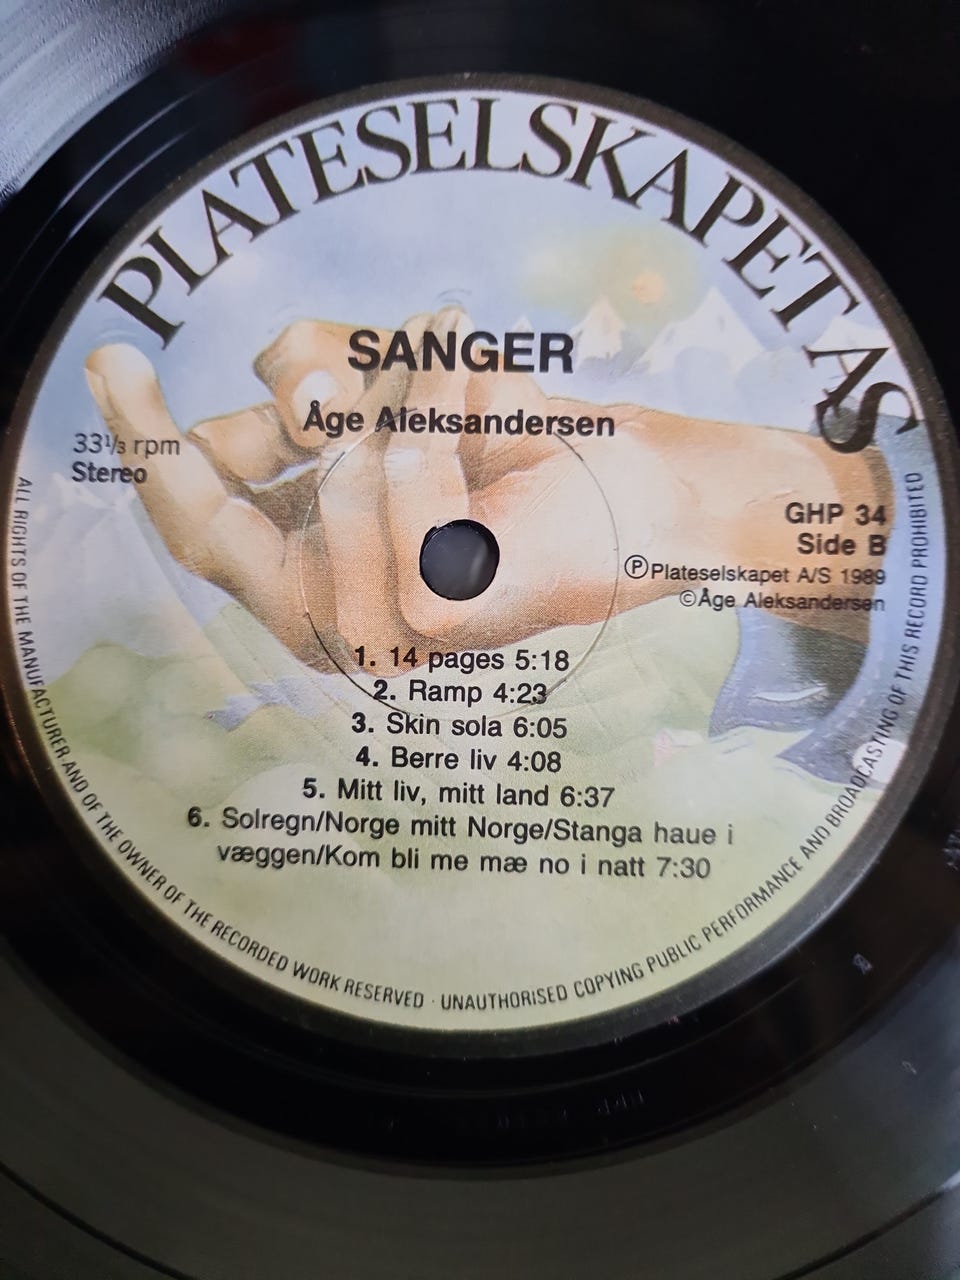 PLATESELSKAPET AS
SANGER
Åge Aleksandersen
33⅓ rpm
Stereo
GHP 34
Side B
Ⓟ Plateselskapet A/S 1989
© Åge Aleksandersen
1. 14 pages 5:18
2. Ramp 4:23
3. Skin sola 6:05
4. Berre liv 4:08
5. Mitt liv, mitt land 6:37
6. Solregn/Norge mitt Norge/Stanga haue i
væggen/Kom bli me mæ no i natt 7:30
ALL RIGHTS OF THE MANUFACTURER AND OF THE OWNER OF THE RECORDED WORK RESERVED · UNAUTHORISED COPYING PUBLIC PERFORMANCE AND BROADCASTING OF THIS RECORD PROHIBITED